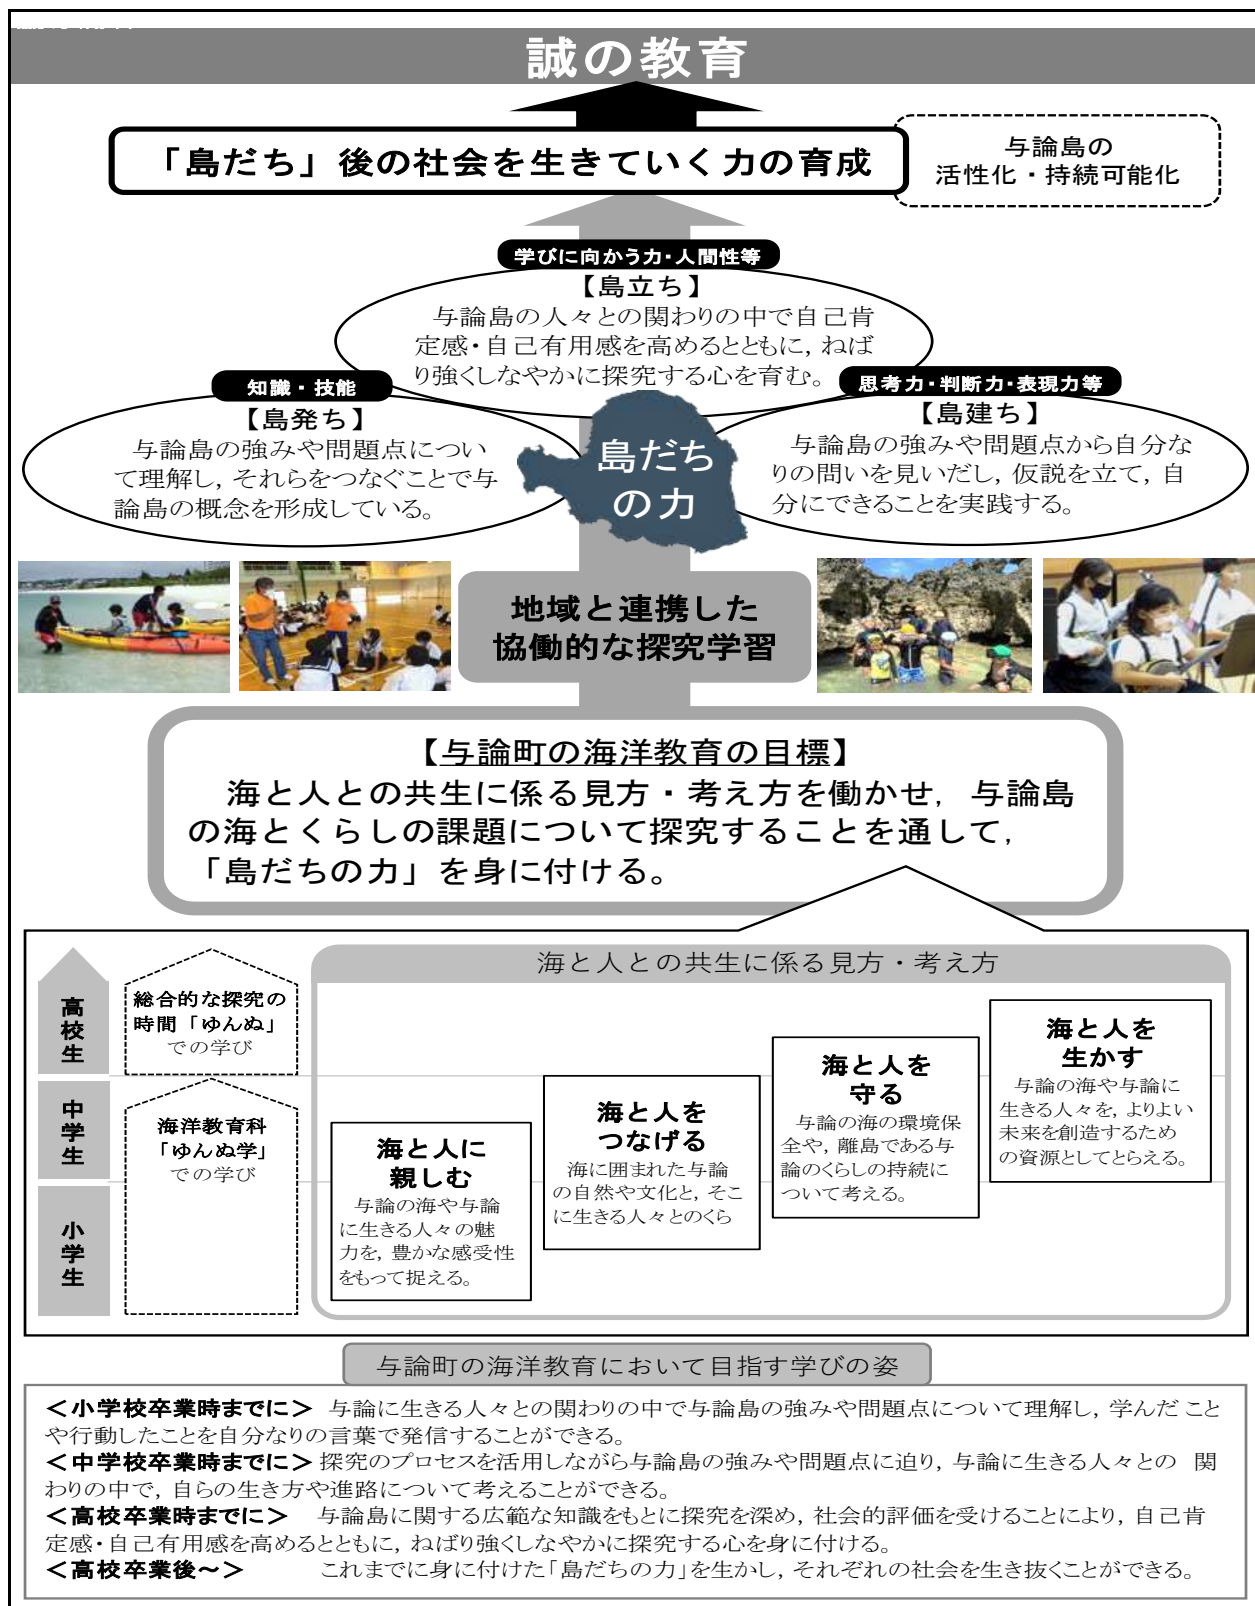 誠の教育
「島だち」後の社会を生きていく力の育成
与論島の
活性化・持続可能化
学びに向かう力・人間性等
【島立ち】
与論島の人々との関わりの中で自己肯
定感・自己有用感を高めるとともに，ねば
り強くしなやかに探究する心を育む。
知識・技能
【島発ち】
与論島の強みや問題点につい
て理解し，それらをつなぐことで与
論島の概念を形成している。
思考力・判断力・表現力等
【島建ち】
与論島の強みや問題点から自分な
りの問いを見いだし，仮説を立て，自
分にできることを実践する。
島だち
の力
地域と連携した
協働的な探究学習
【与論町の海洋教育の目標】
海と人との共生に係る見方・考え方を働かせ，与論島
の海とくらしの課題について探究することを通して，
「島だちの力」を身に付ける。
高校生
中学生
小学生
総合的な探究の
時間「ゆんぬ」
での学び
海洋教育科
「ゆんぬ学」
での学び
海と人との共生に係る見方・考え方
海と人に
親しむ
与論の海や与論
に生きる人々の魅
力を，豊かな感受性
をもって捉える。
海と人を
つなげる
海に囲まれた与論
の自然や文化と，そこ
に生きる人々とのくら
海と人を
守る
与論の海の環境保
全や，離島である与
論のくらしの持続に
ついて考える。
海と人を
生かす
与論の海や与論に
生きる人々を，よりよい
未来を創造するため
の資源としてとらえる。
与論町の海洋教育において目指す学びの姿
＜小学校卒業時までに＞ 与論に生きる人々との関わりの中で与論島の強みや問題点について理解し，学んだこと
や行動したことを自分なりの言葉で発信することができる。
＜中学校卒業時までに＞ 探究のプロセスを活用しながら与論島の強みや問題点に迫り，与論に生きる人々との 関
わりの中で，自らの生き方や進路について考えることができる。
＜高校卒業時までに＞ 与論島に関する広範な知識をもとに探究を深め，社会的評価を受けることにより，自己肯
定感・自己有用感を高めるとともに，ねばり強くしなやかに探究する心を身に付ける。
＜高校卒業後～＞ これまでに身に付けた「島だちの力」を生かし，それぞれの社会を生き抜くことができる。